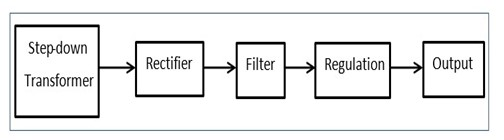 Step-down
Transformer
Rectifier
Filter
Regulation
Output